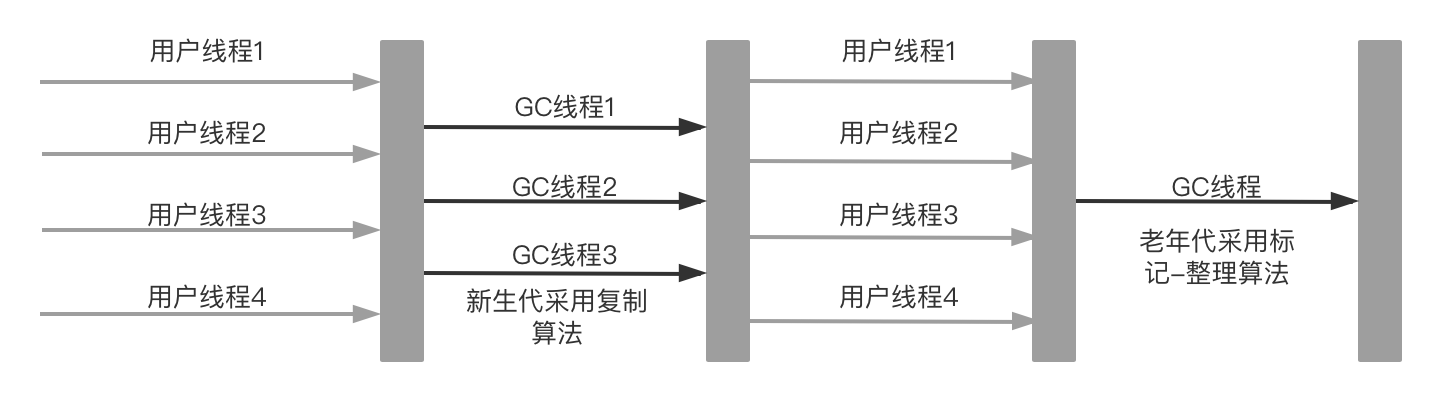 用户线程1
用户线程2
用户线程3
用户线程4
GC线程1
GC线程2
GC线程3
新生代采用复制
算法
用户线程1
用户线程2
用户线程3
用户线程4
GC线程
老年代采用标
记-整理算法